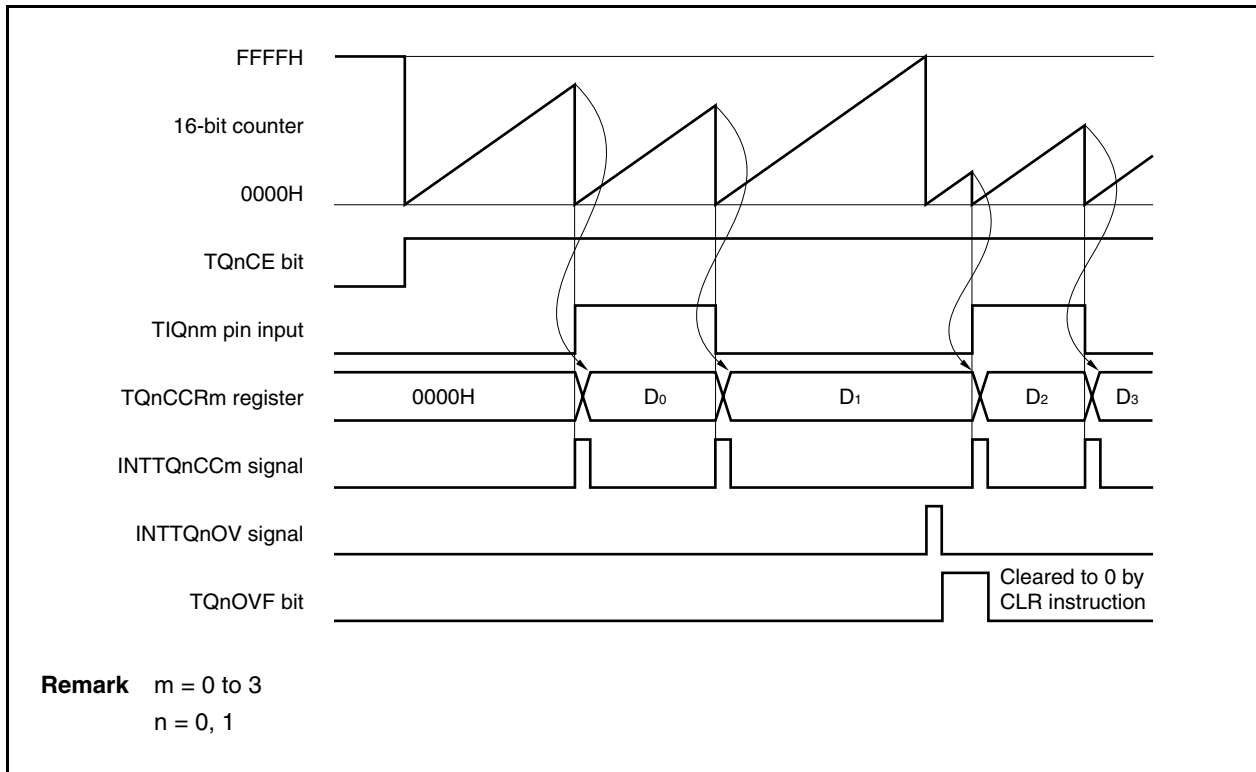 FFFFH
16-bit counter
0000H
TQnCE bit
TIQnm pin input
TQnCCRm register
0000H D0 D1 D2 D3
INTTQnCCm signal
INTTQnOV signal
TQnOVF bit
Cleared to 0 by
CLR instruction
Remark m = 0 to 3
n = 0, 1